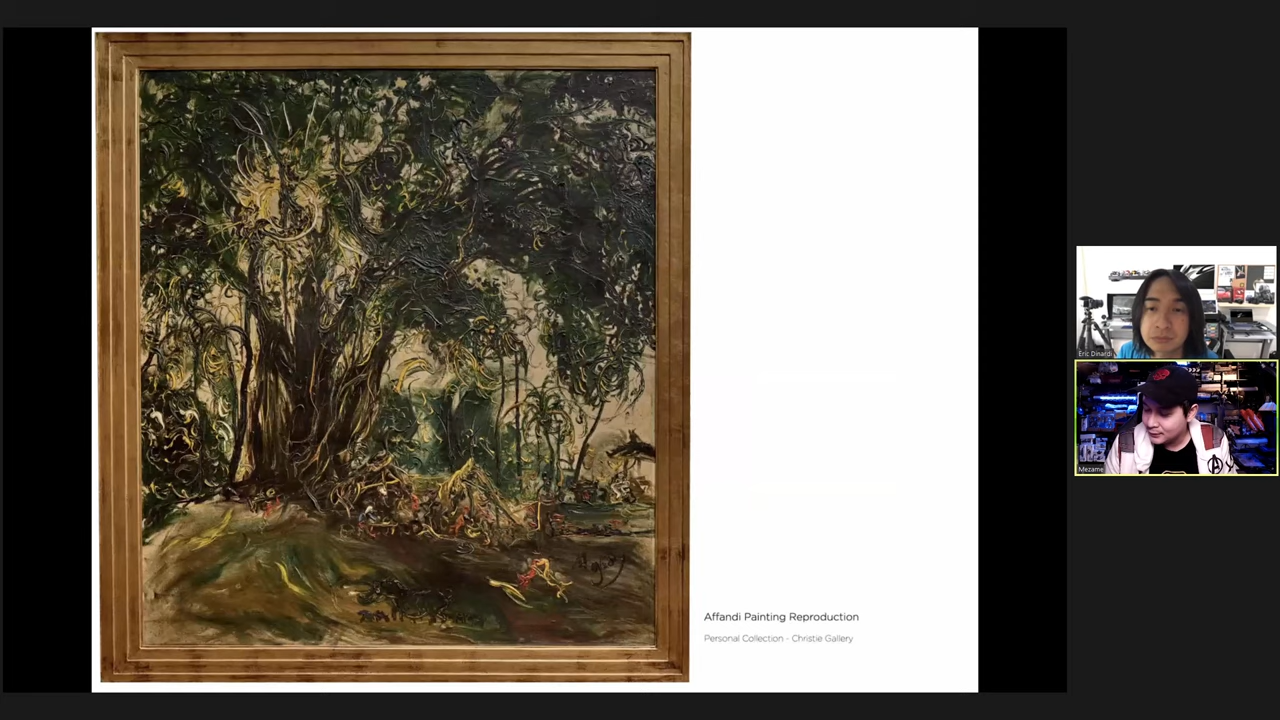 Affandi Painting Reproduction
Personal Collection - Christie Gallery
Eric Dinardi
Mezame